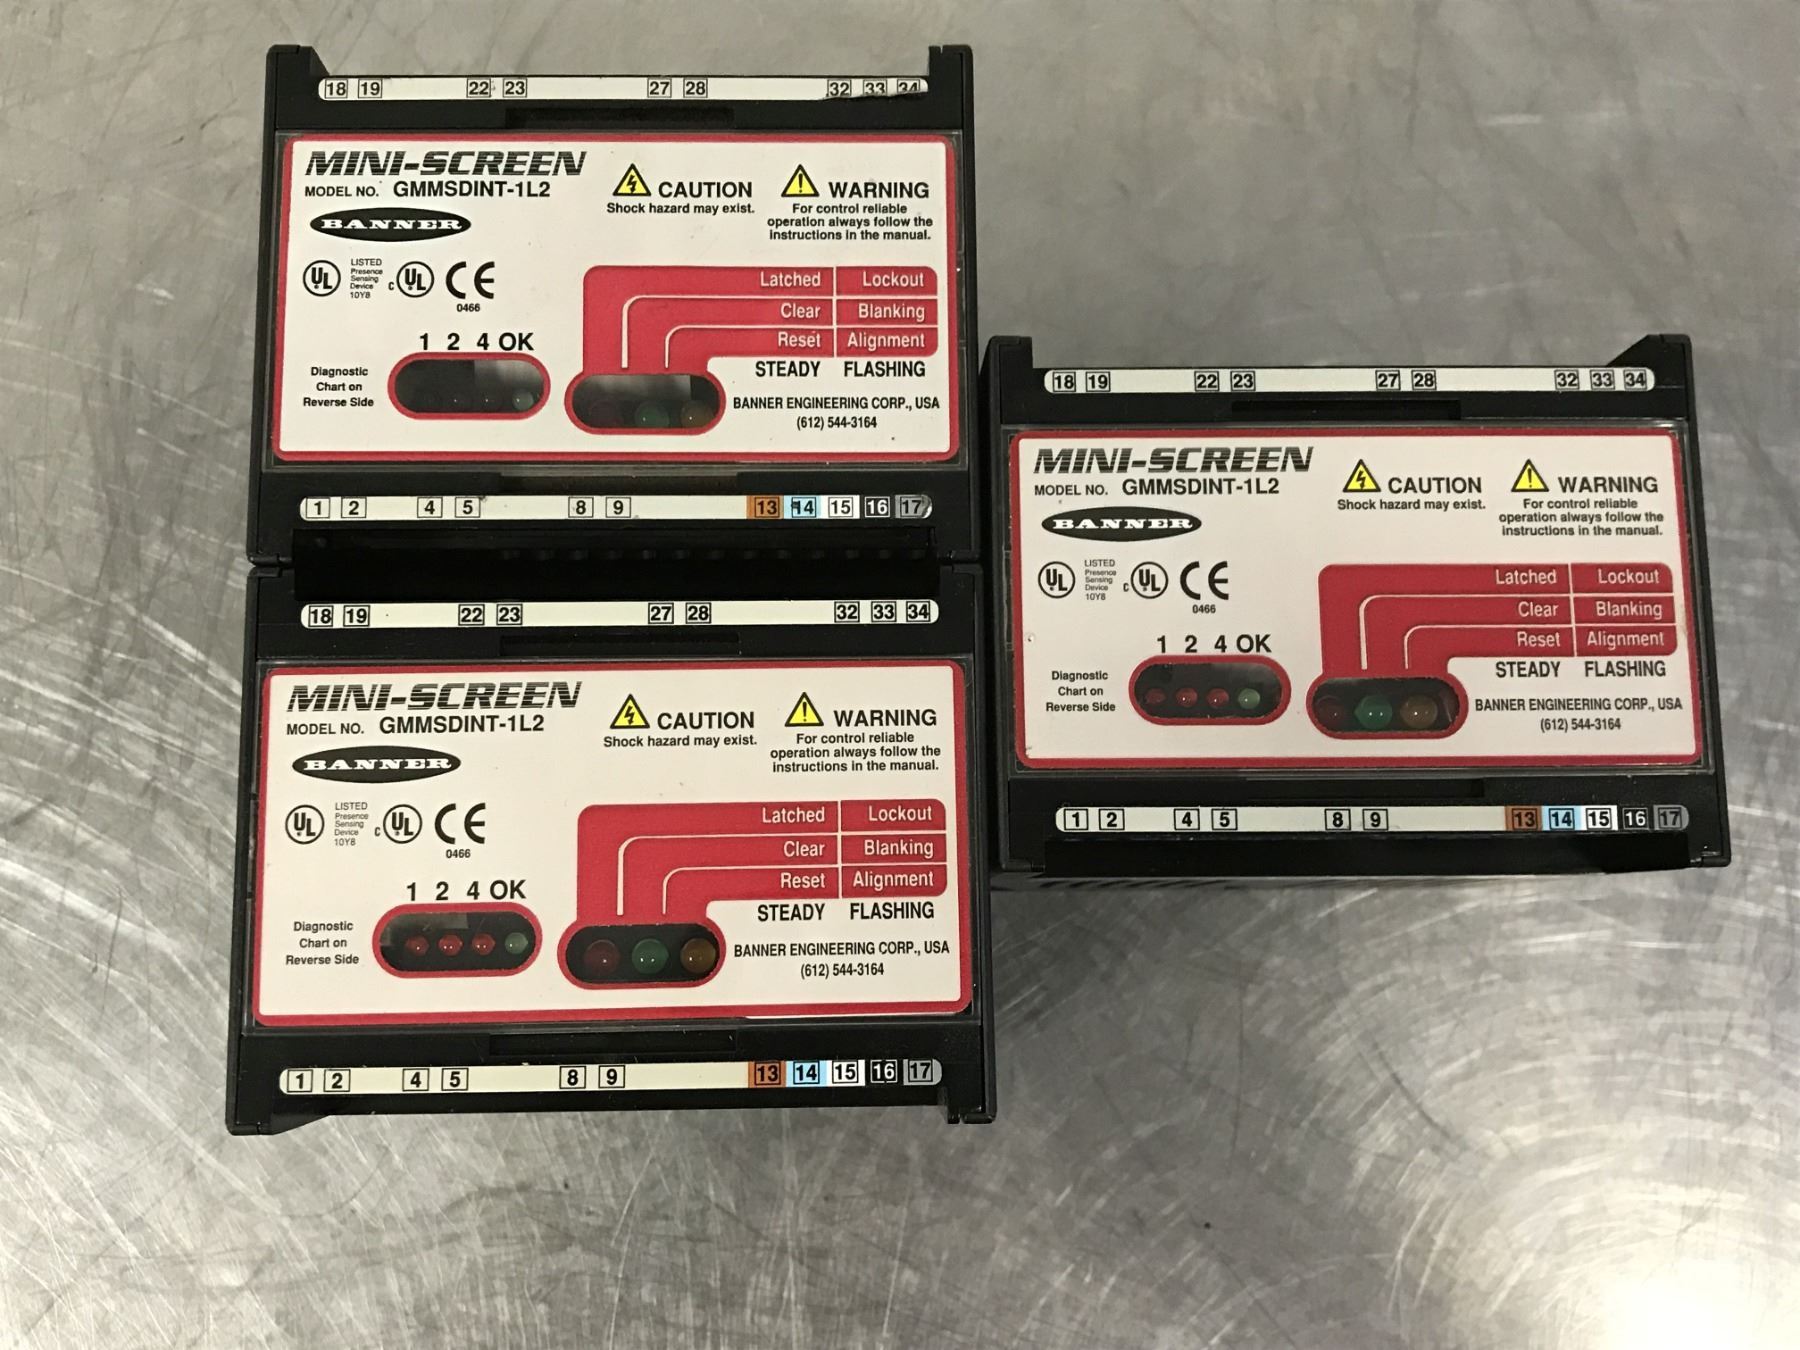 18 19 22 23 27 28 32 33 34
MINI-SCREEN
MODEL NO. GMMSDINT-1L2
BANNER
CAUTION
Shock hazard may exist.
WARNING
For control reliable
operation always follow the
instructions in the manual.
UL
LISTED
Presence
Sensing
Device
10Y8
C UL CE
0466
Latched Lockout
Clear Blanking
Reset Alignment
STEADY FLASHING
1 2 4 OK
Diagnostic
Chart on
Reverse Side
BANNER ENGINEERING CORP., USA
(612) 544-3164
1 2 4 5 8 9 13 14 15 16 17
18 19 22 23 27 28 32 33 34
MINI-SCREEN
MODEL NO. GMMSDINT-1L2
BANNER
CAUTION
Shock hazard may exist.
WARNING
For control reliable
operation always follow the
instructions in the manual.
UL
LISTED
Presence
Sensing
Device
10Y8
C UL CE
0466
Latched Lockout
Clear Blanking
Reset Alignment
STEADY FLASHING
1 2 4 OK
Diagnostic
Chart on
Reverse Side
BANNER ENGINEERING CORP., USA
(612) 544-3164
1 2 4 5 8 9 13 14 15 16 17
18 19 22 23 27 28 32 33 34
MINI-SCREEN
MODEL NO. GMMSDINT-1L2
BANNER
CAUTION
Shock hazard may exist.
WARNING
For control reliable
operation always follow the
instructions in the manual.
UL
LISTED
Presence
Sensing
Device
10Y8
C UL CE
0466
Latched Lockout
Clear Blanking
Reset Alignment
STEADY FLASHING
1 2 4 OK
Diagnostic
Chart on
Reverse Side
BANNER ENGINEERING CORP., USA
(612) 544-3164
1 2 4 5 8 9 13 14 15 16 17